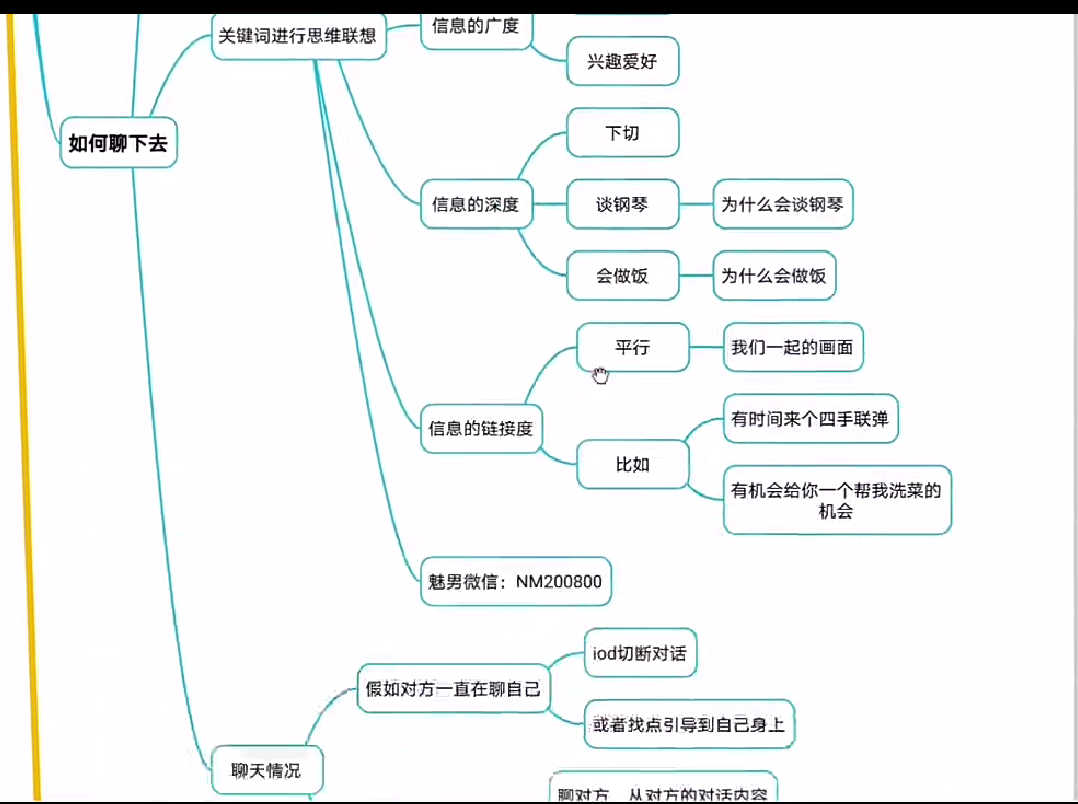 信息的广度
关键词进行思维联想
兴趣爱好
下切
如何聊下去
信息的深度
谈钢琴
为什么会谈钢琴
会做饭
为什么会做饭
平行
我们一起的画面
信息的链接度
有时间来个四手联弹
比如
有机会给你一个帮我洗菜的
机会
魅男微信：NM200800
iod切断对话
假如对方一直在聊自己
或者找点引导到自己身上
聊天情况
聊对方，从对方的对话内容